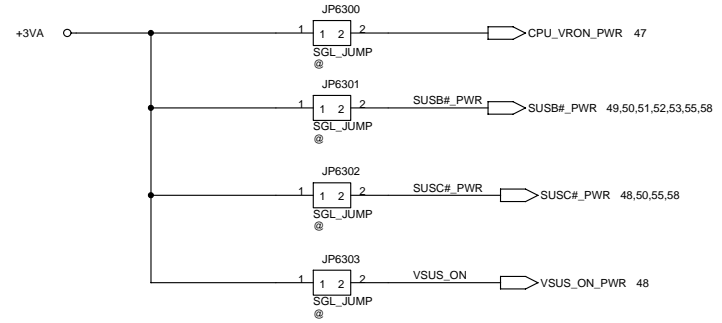 JP6300
+3VA
1 1 2 2
CPU_VRON_PWR 47
SGL_JUMP
@
JP6301
1 1 2 2
SUSB#_PWR
SUSB#_PWR 49,50,51,52,53,55,58
SGL_JUMP
@
JP6302
1 1 2 2
SUSC#_PWR
SUSC#_PWR 48,50,55,58
SGL_JUMP
@
JP6303
1 1 2 2
VSUS_ON
VSUS_ON_PWR 48
SGL_JUMP
@